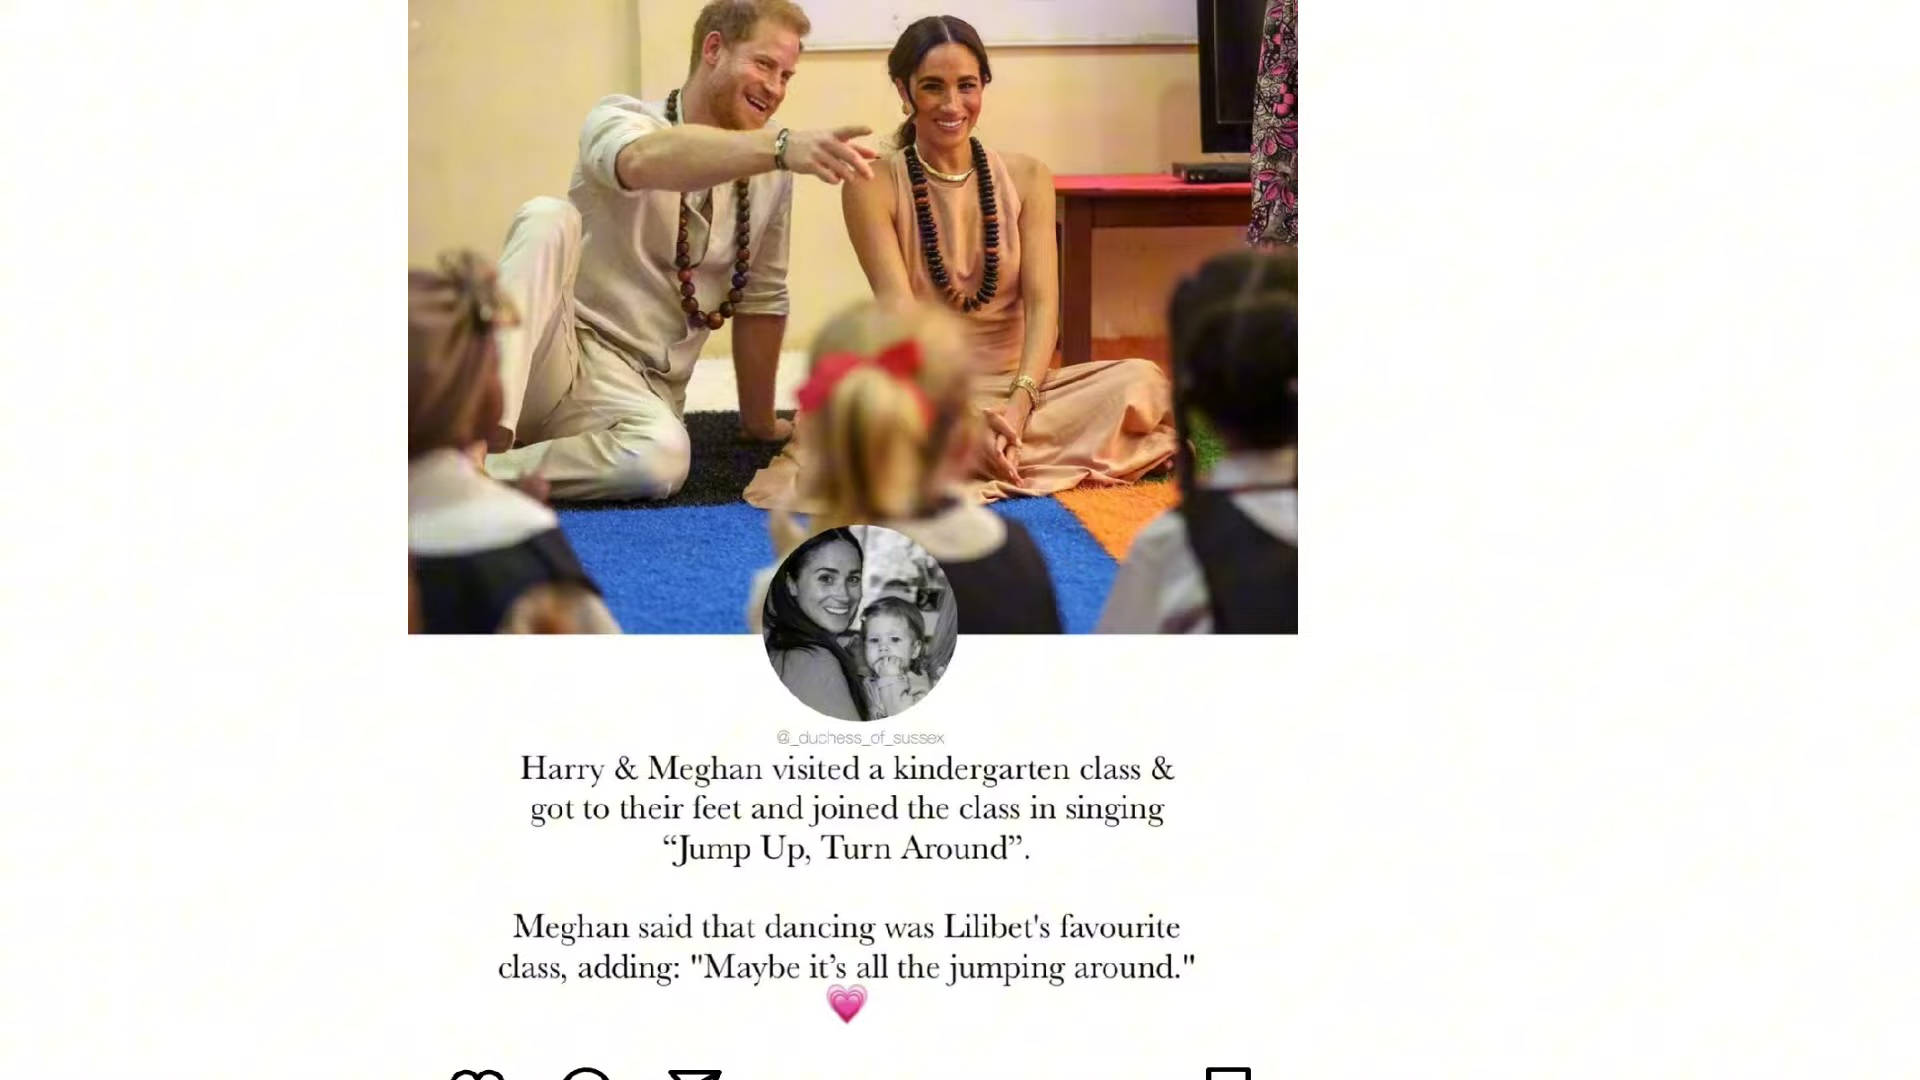 @_duchess_of_sussex
Harry & Meghan visited a kindergarten class &
got to their feet and joined the class in singing
“Jump Up, Turn Around”.
Meghan said that dancing was Lilibet's favourite
class, adding: "Maybe it’s all the jumping around."